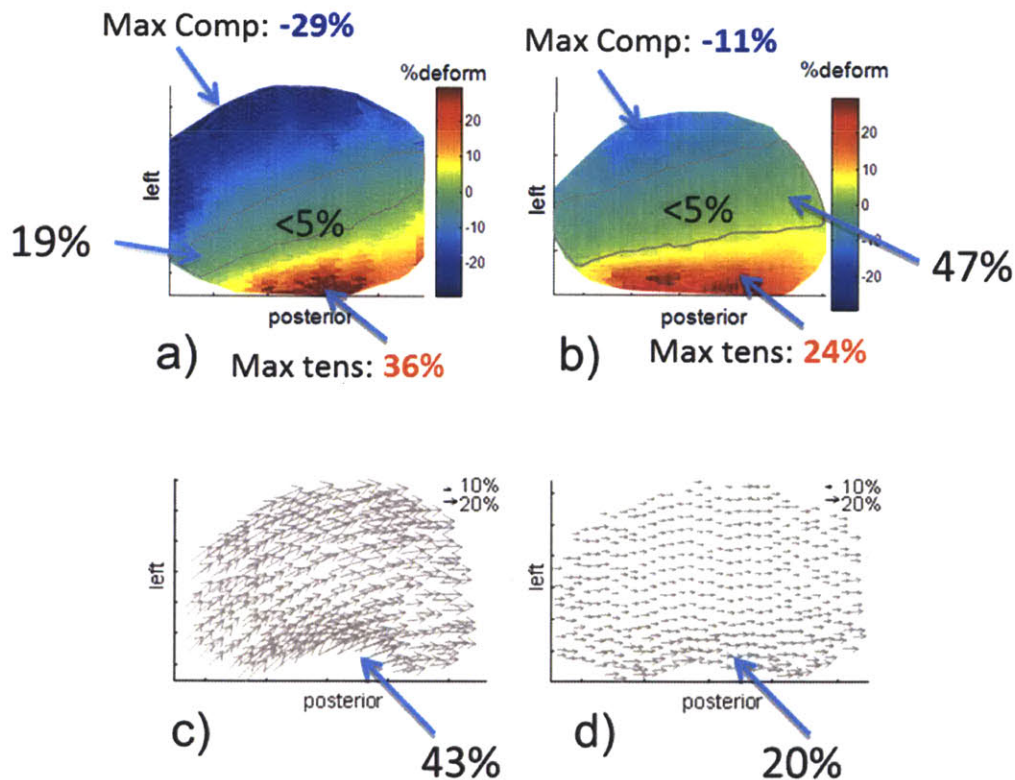 Max Comp: -29%
%deform
20
10
0
-10
-20
left
<5%
19%
posterior
a)
Max tens: 36%
Max Comp: -11%
%deform
20
10
0
-10
-20
left
<5%
47%
posterior
b)
Max tens: 24%
10%
20%
left
posterior
c)
43%
10%
20%
left
posterior
d)
20%